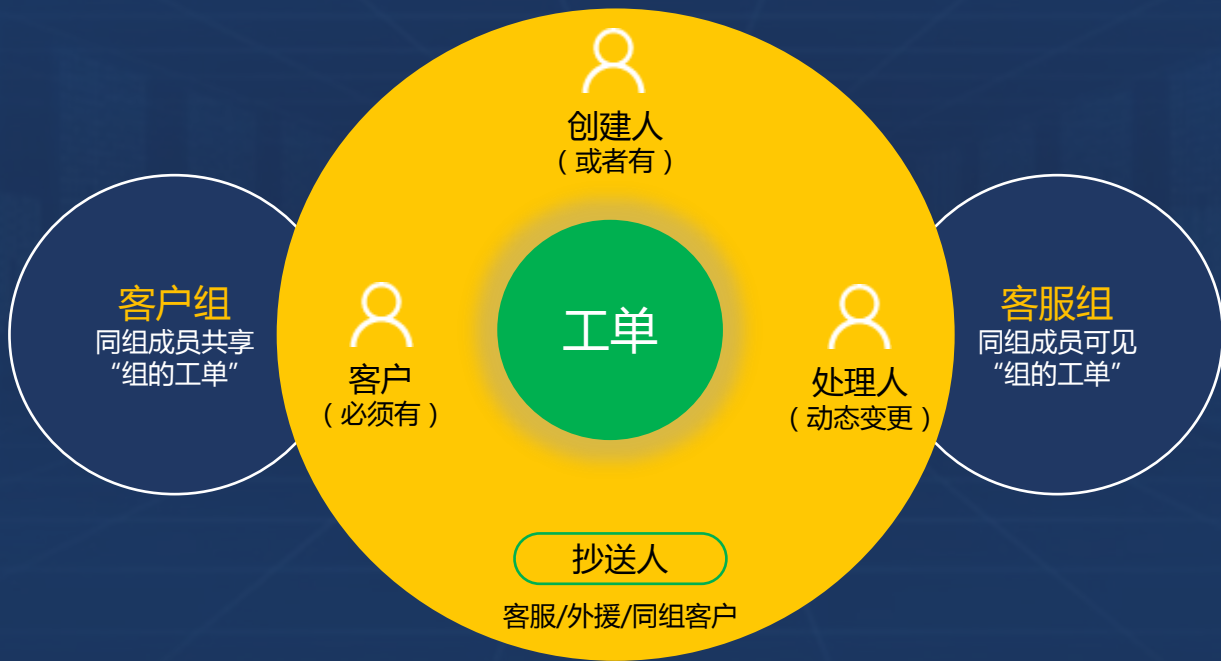 创建人
（或者有）
客户组
同组成员共享
“组的工单”
客户
（必须有）
工单
处理人
（动态变更）
客服组
同组成员可见
“组的工单”
抄送人
客服/外援/同组客户